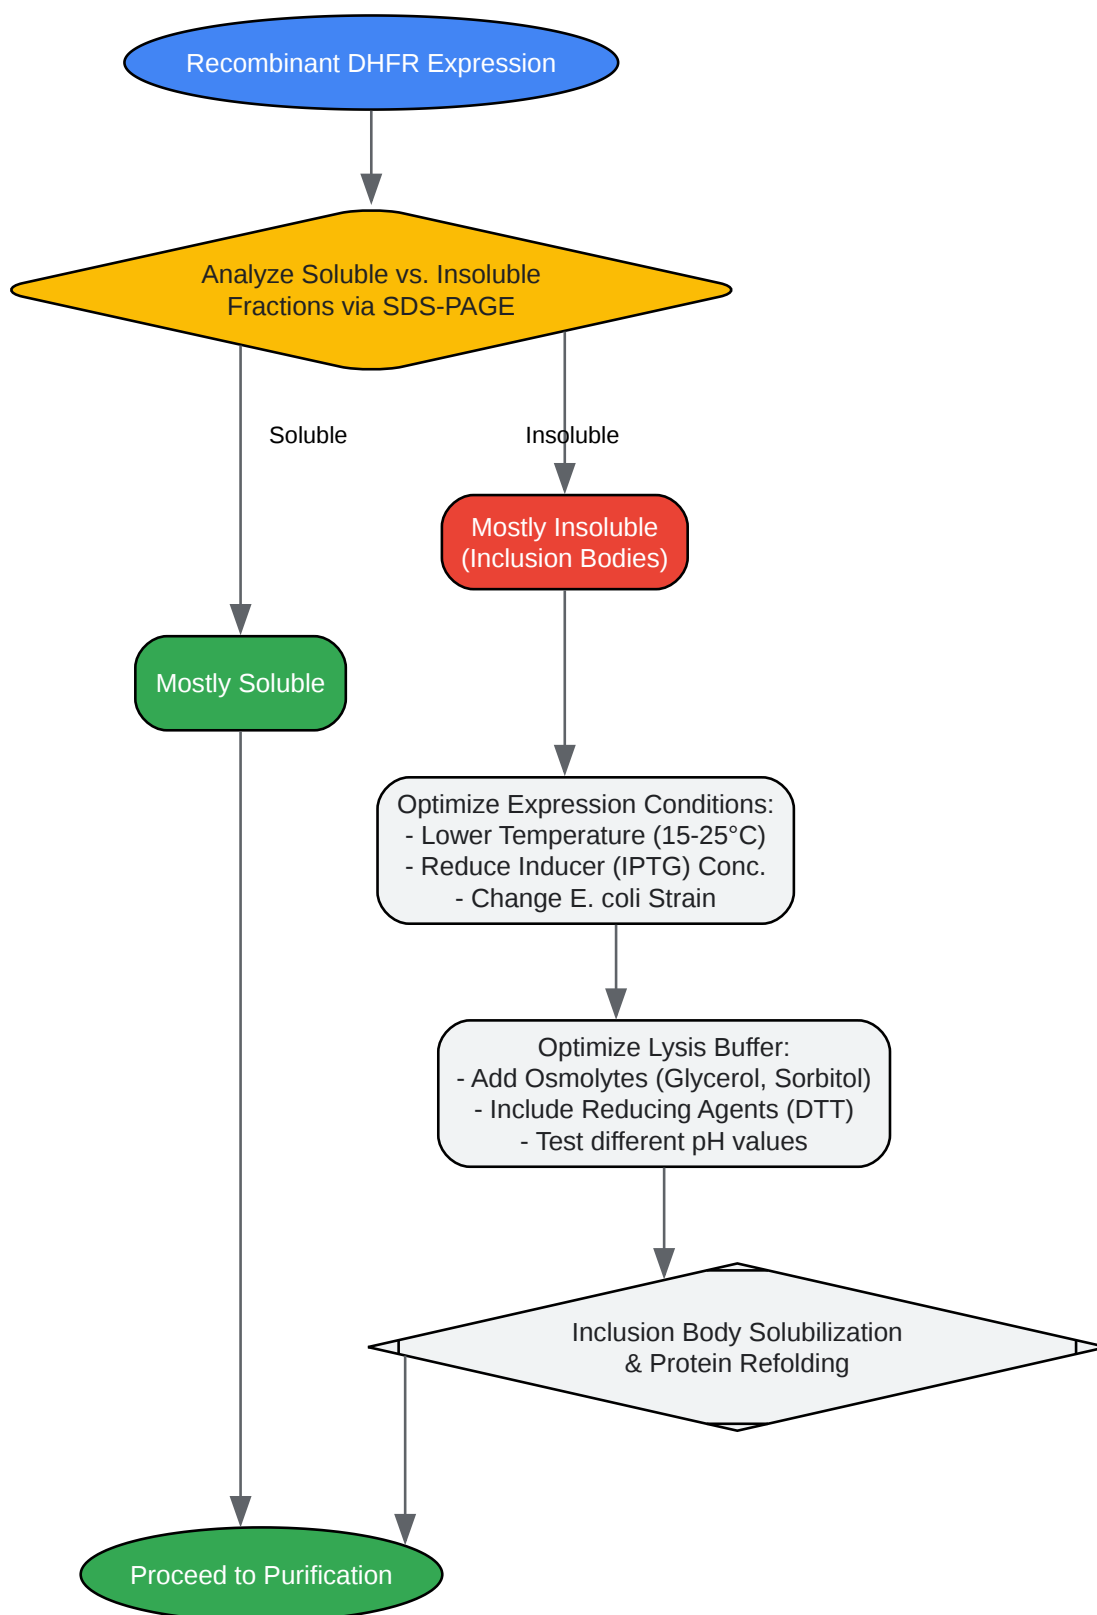 Recombinant DHFR Expression
Analyze Soluble vs. Insoluble
Fractions via SDS-PAGE
Soluble
Insoluble
Mostly Insoluble
(Inclusion Bodies)
Mostly Soluble
Optimize Expression Conditions:
- Lower Temperature (15-25°C)
- Reduce Inducer (IPTG) Conc.
- Change E. coli Strain
Optimize Lysis Buffer:
- Add Osmolytes (Glycerol, Sorbitol)
- Include Reducing Agents (DTT)
- Test different pH values
Inclusion Body Solubilization
& Protein Refolding
Proceed to Purification